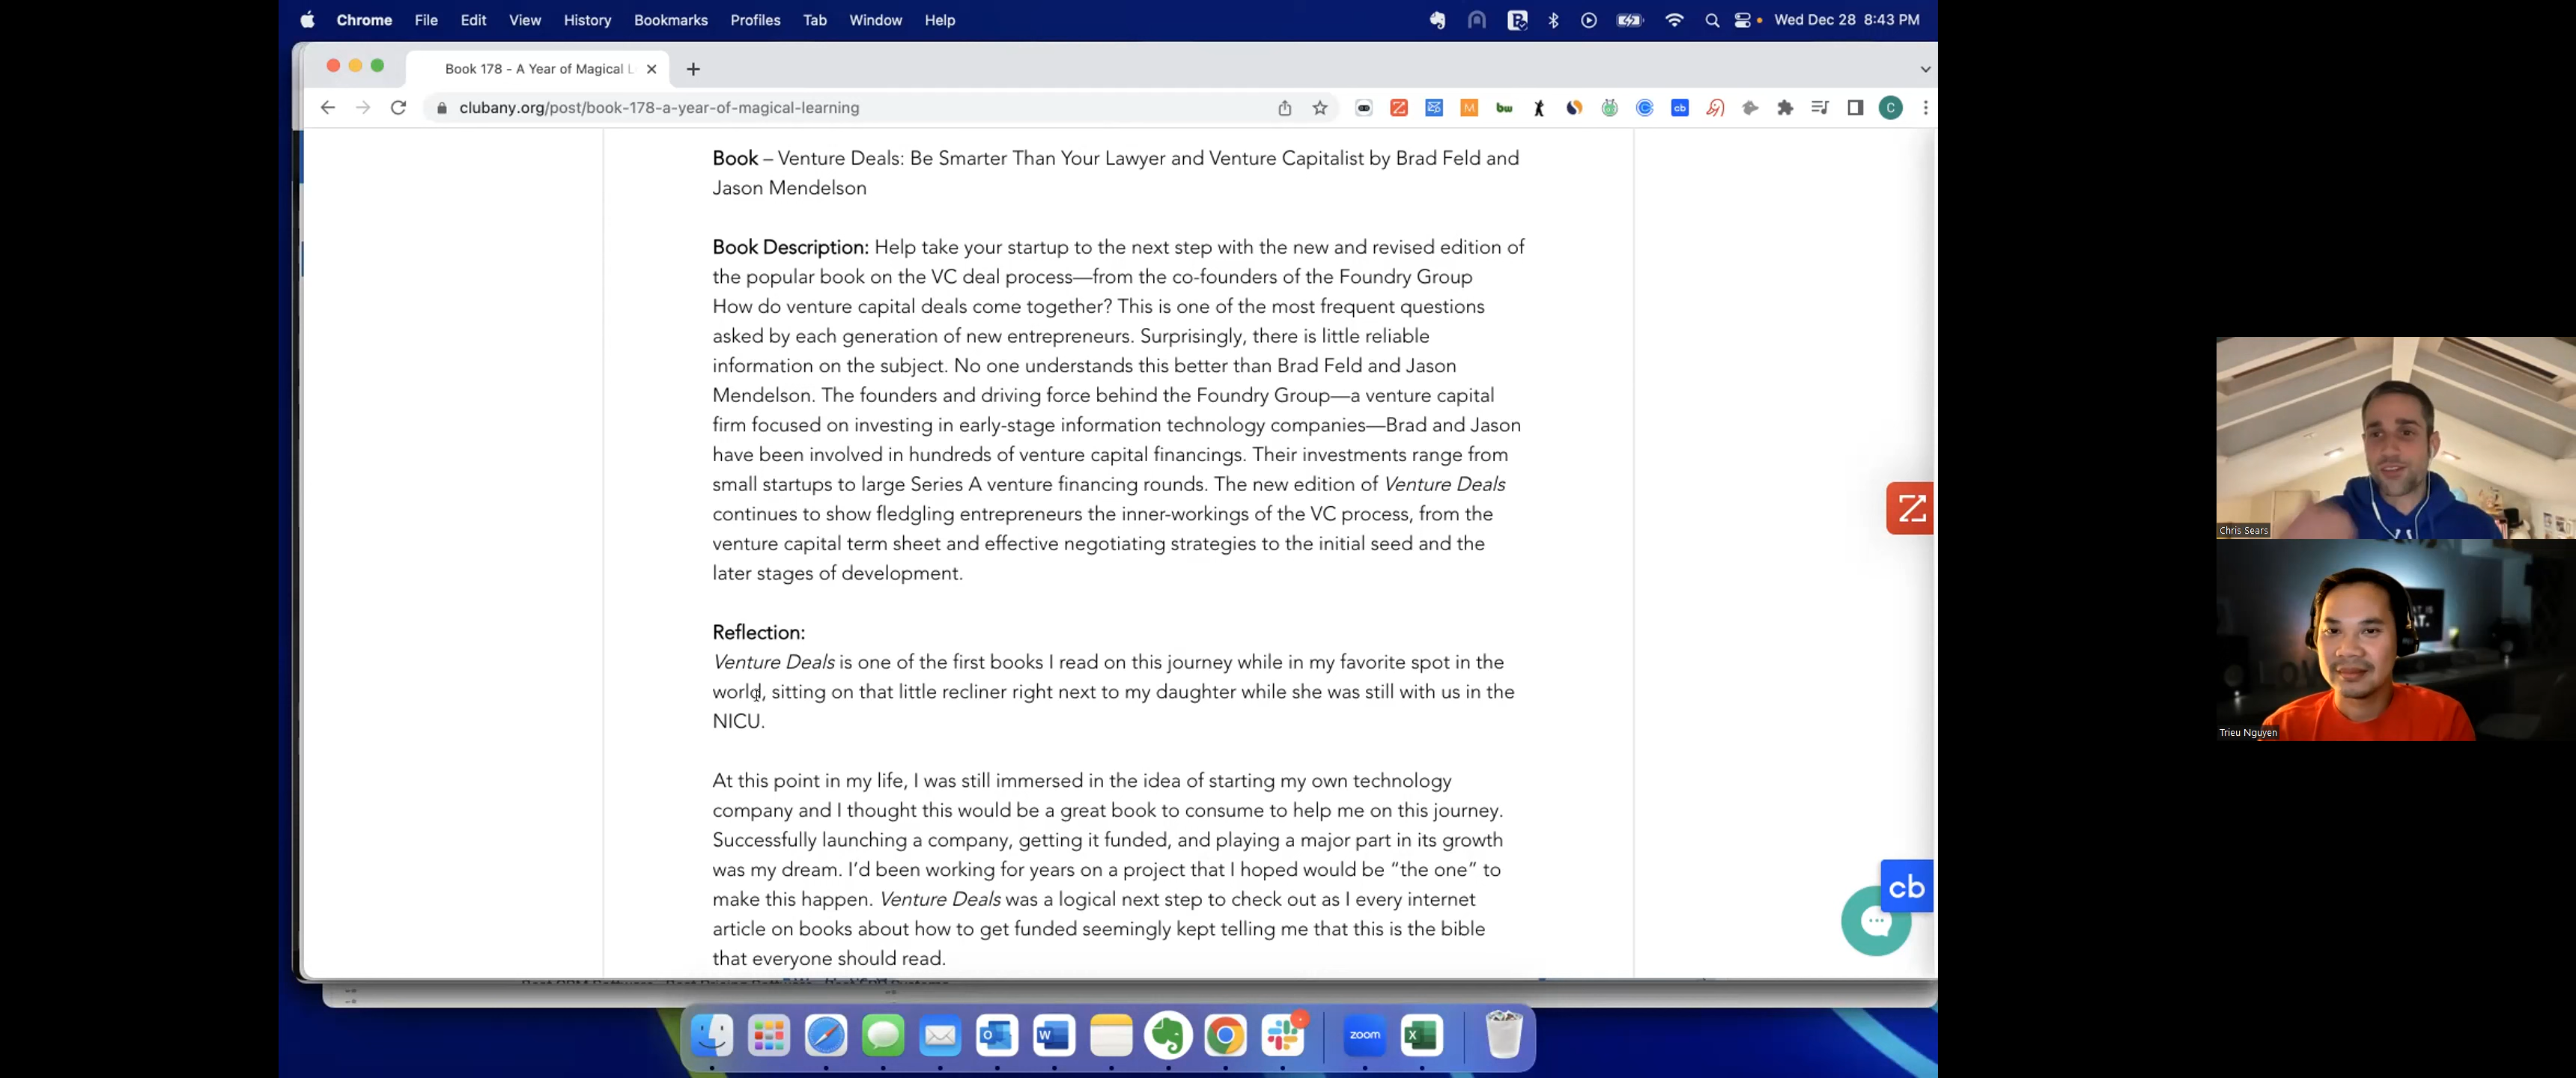 Chrome File Edit View History Bookmarks Profiles Tab Window Help Wed Dec 28 8:43 PM
Book 178 - A Year of Magical L
clubany.org/post/book-178-a-year-of-magical-learning
M bw cb C
Book – Venture Deals: Be Smarter Than Your Lawyer and Venture Capitalist by Brad Feld and
Jason Mendelson
Book Description: Help take your startup to the next step with the new and revised edition of
the popular book on the VC deal process—from the co-founders of the Foundry Group
How do venture capital deals come together? This is one of the most frequent questions
asked by each generation of new entrepreneurs. Surprisingly, there is little reliable
information on the subject. No one understands this better than Brad Feld and Jason
Mendelson. The founders and driving force behind the Foundry Group—a venture capital
firm focused on investing in early-stage information technology companies—Brad and Jason
have been involved in hundreds of venture capital financings. Their investments range from
small startups to large Series A venture financing rounds. The new edition of Venture Deals
continues to show fledgling entrepreneurs the inner-workings of the VC process, from the
venture capital term sheet and effective negotiating strategies to the initial seed and the
later stages of development.
Reflection:
Venture Deals is one of the first books I read on this journey while in my favorite spot in the
world, sitting on that little recliner right next to my daughter while she was still with us in the
NICU.
At this point in my life, I was still immersed in the idea of starting my own technology
company and I thought this would be a great book to consume to help me on this journey.
Successfully launching a company, getting it funded, and playing a major part in its growth
was my dream. I'd been working for years on a project that I hoped would be “the one” to
make this happen. Venture Deals was a logical next step to check out as I every internet
article on books about how to get funded seemingly kept telling me that this is the bible
that everyone should read.
cb
zoom
Chris Sears
Trieu Nguyen